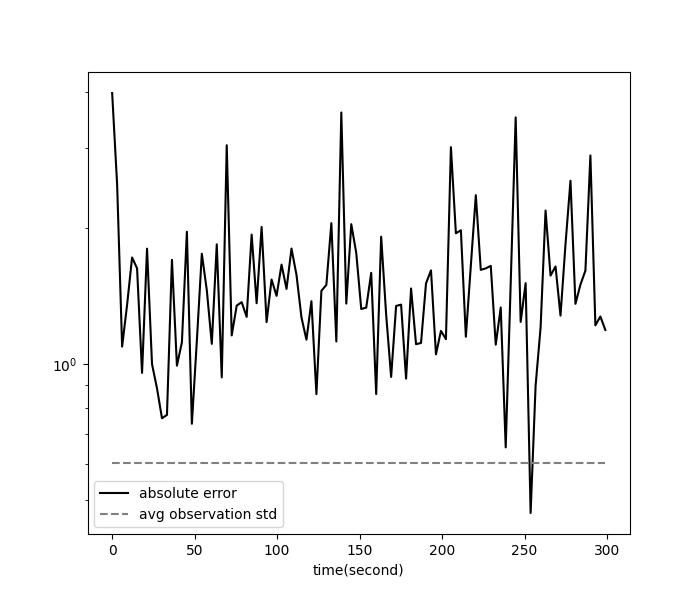 10⁰
absolute error
avg observation std
0 50 100 150 200 250 300
time(second)